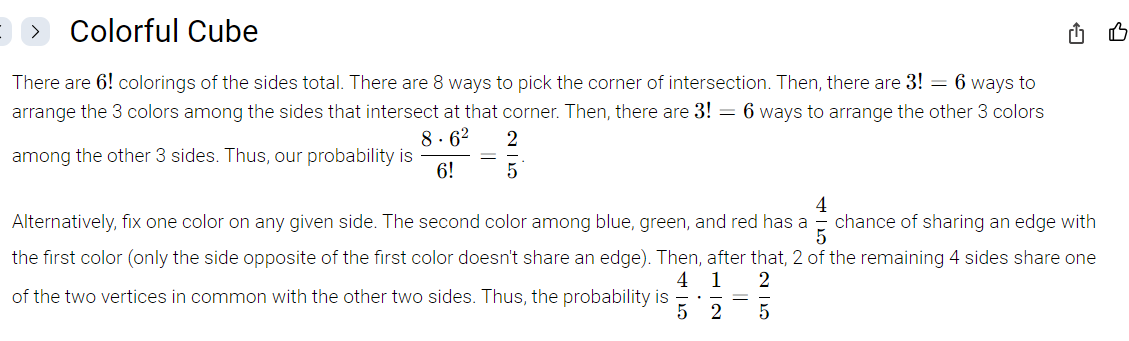 Colorful Cube
There are 6! colorings of the sides total. There are 8 ways to pick the corner of intersection. Then, there are 3! = 6 ways to
arrange the 3 colors among the sides that intersect at that corner. Then, there are 3! = 6 ways to arrange the other 3 colors
among the other 3 sides. Thus, our probability is \frac{8 \cdot 6^2}{6!} = \frac{2}{5}.
Alternatively, fix one color on any given side. The second color among blue, green, and red has a \frac{4}{5} chance of sharing an edge with
the first color (only the side opposite of the first color doesn't share an edge). Then, after that, 2 of the remaining 4 sides share one
of the two vertices in common with the other two sides. Thus, the probability is \frac{4}{5} \cdot \frac{1}{2} = \frac{2}{5}